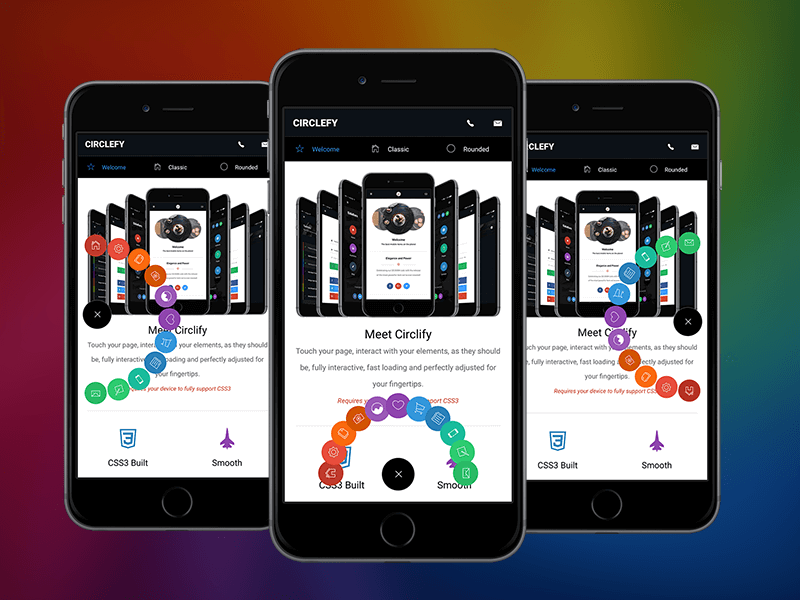 CIRCLEFY
Welcome
Classic
Rounded
Meet Circlify
Touch your page, interact with your elements, as they should
be, fully interactive, fast loading and perfectly adjusted for
your fingertips.
Requires your device to fully support CSS3
CSS3 Built
Smooth
CIRCLEFY
Welcome
Classic
Rounded
Welcome
Elegance and Power
Meet Circlify
Touch your page, interact with your elements, as they should
be, fully interactive, fast loading and perfectly adjusted for
your fingertips.
Requires y support CSS3
CSS3 Built
Smooth
CLEFY
Welcome
Classic
Rounded
Meet Circlify
Touch your page, interact with your elements, as they should
be, fully interactive, fast loading and perfectly adjusted for
your fingertips.
Requires your device to fully support CSS3
CSS3 Built
Smooth